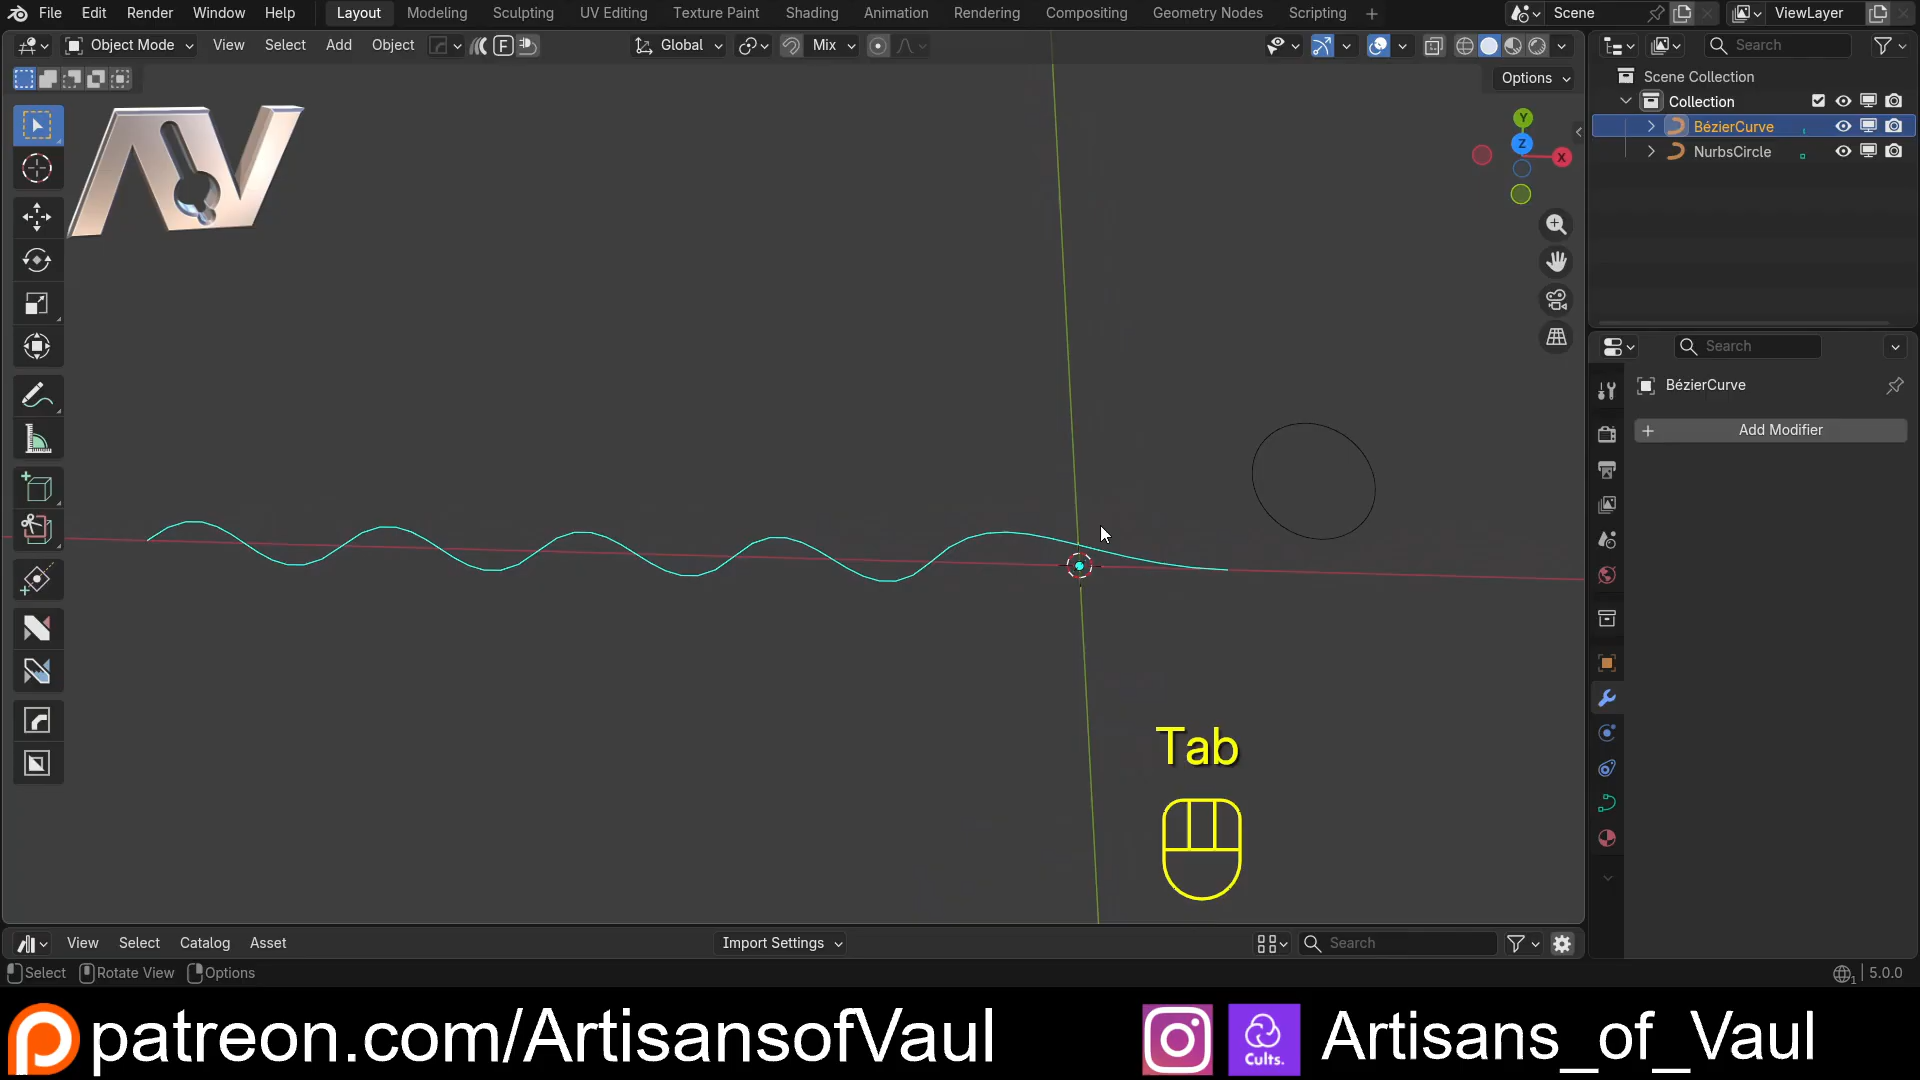 File Edit Render Window Help Layout Modeling Sculpting UV Editing Texture Paint Shading Animation Rendering Compositing Geometry Nodes Scripting + Scene ViewLayer
Object Mode View Select Add Object F Global Mix Search
Options
Scene Collection
Collection
BézierCurve
NurbsCircle
Y
Z
X
AV
Search
BézierCurve
+ Add Modifier
Tab
View Select Catalog Asset Import Settings Search
Select Rotate View Options 1 5.0.0
patreon.com/ArtisansofVaul Cults. Artisans_of_Vaul